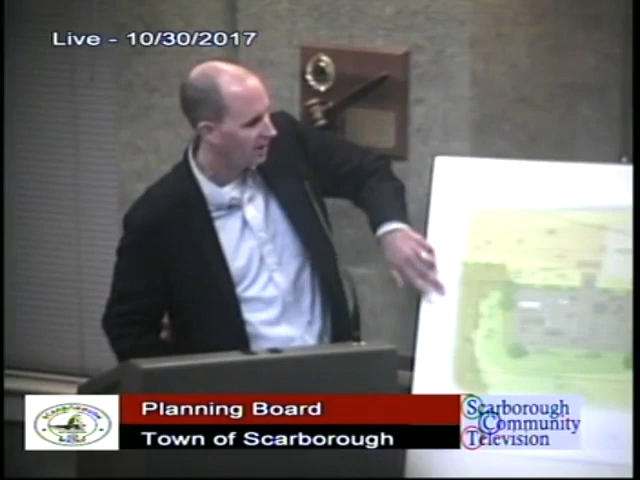 Live - 10/30/2017
Planning Board
Town of Scarborough
Scarborough
Community
Television